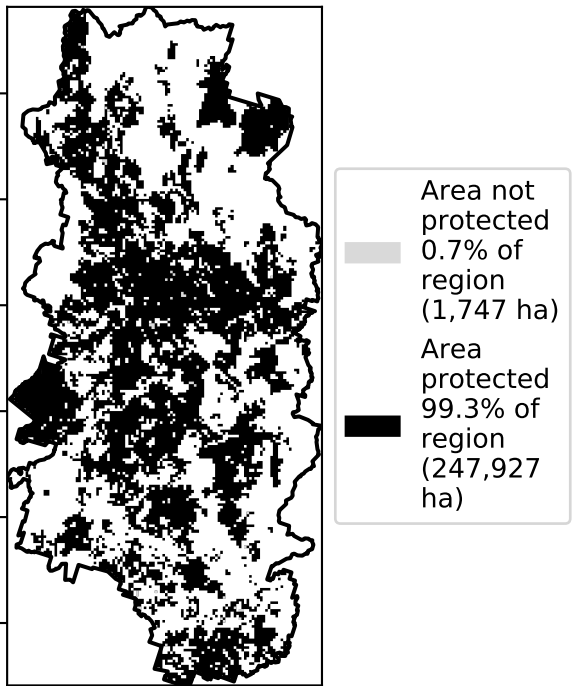 Area not
protected
0.7% of
region
(1,747 ha)
Area
protected
99.3% of
region
(247,927
ha)